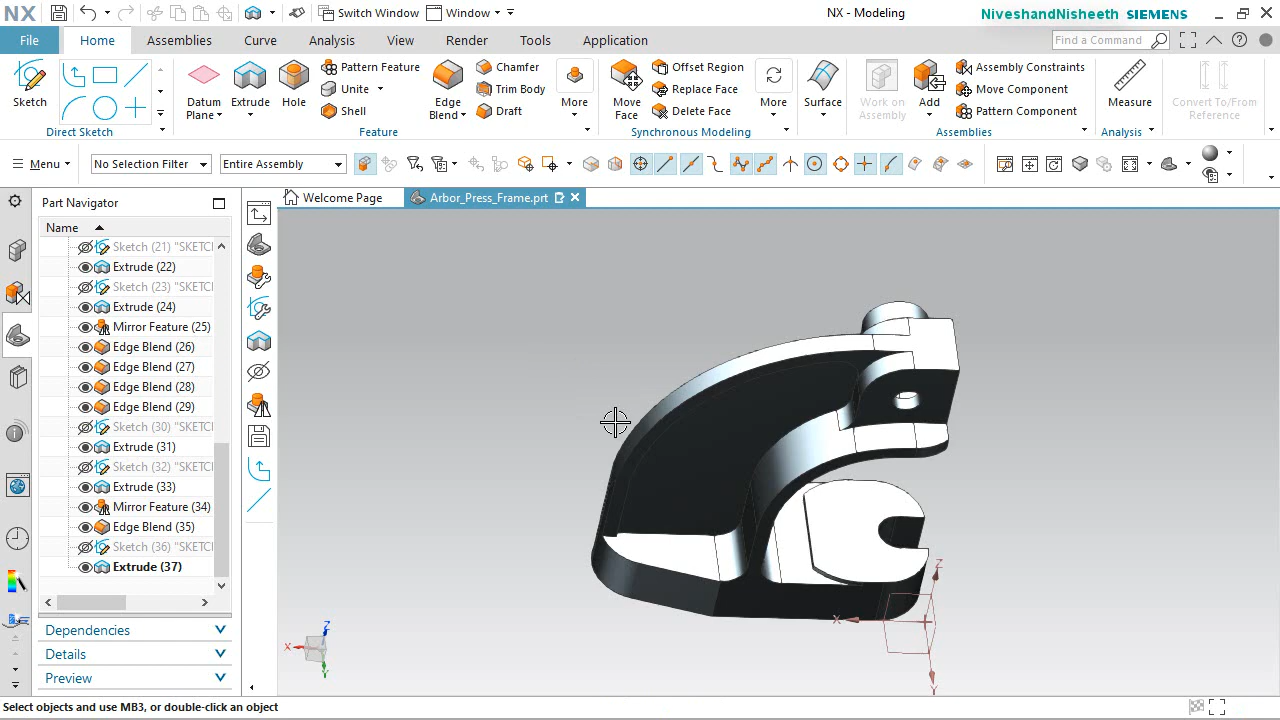 NX
Switch Window
Window
NX - Modeling
NiveshandNisheeth SIEMENS
File
Home
Assemblies
Curve
Analysis
View
Render
Tools
Application
Find a Command
Sketch
Direct Sketch
Datum Plane
Extrude
Hole
Pattern Feature
Unite
Shell
Edge Blend
Chamfer
Trim Body
Draft
More
Feature
Move Face
Offset Region
Replace Face
Delete Face
More
Synchronous Modeling
Surface
Work on Assembly
Add
Assembly Constraints
Move Component
Pattern Component
Assemblies
Measure
Analysis
Convert To/From Reference
Menu
No Selection Filter
Entire Assembly
Part Navigator
Welcome Page
Arbor_Press_Frame.prt
Name
Sketch (21) "SKETC
Extrude (22)
Sketch (23) "SKETC
Extrude (24)
Mirror Feature (25)
Edge Blend (26)
Edge Blend (27)
Edge Blend (28)
Edge Blend (29)
Sketch (30) "SKETC
Extrude (31)
Sketch (32) "SKETC
Extrude (33)
Mirror Feature (34)
Edge Blend (35)
Sketch (36) "SKETC
Extrude (37)
Dependencies
Details
Preview
Z
X
Y
Z
X
Y
Select objects and use MB3, or double-click an object